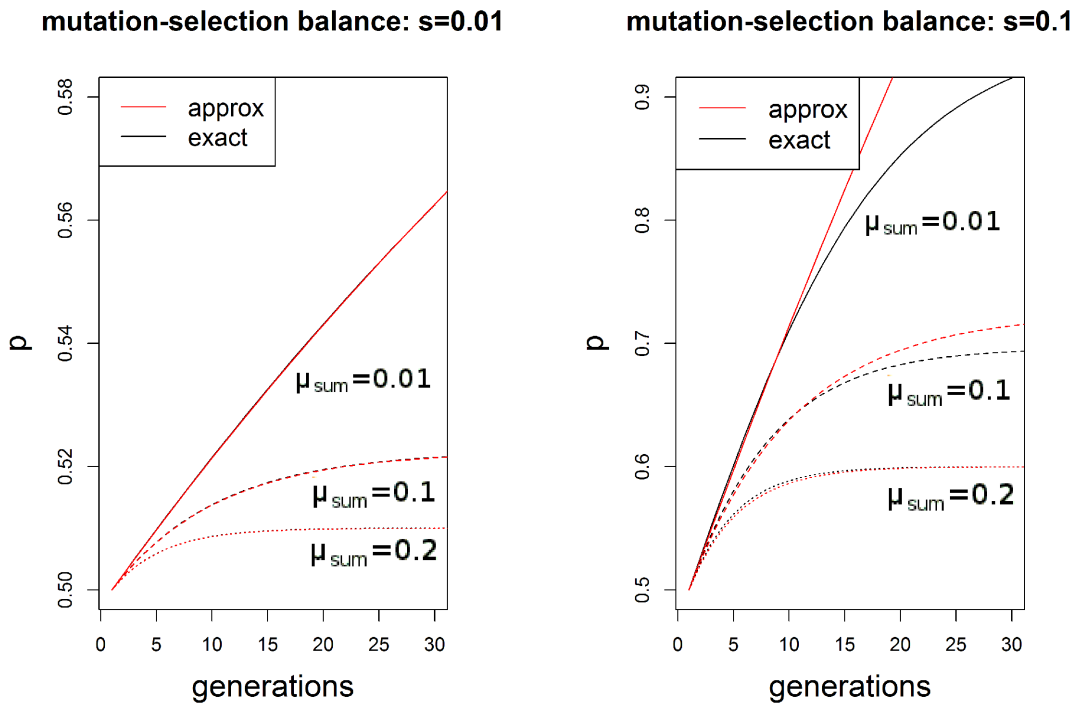 mutation-selection balance: s=0.01
approx
exact
0.58
0.56
0.54
0.52
0.50
p
μsum=0.01
μsum=0.1
μsum=0.2
0 5 10 15 20 25 30
generations
mutation-selection balance: s=0.1
approx
exact
0.9
0.8
0.7
0.6
0.5
p
μsum=0.01
μsum=0.1
μsum=0.2
0 5 10 15 20 25 30
generations